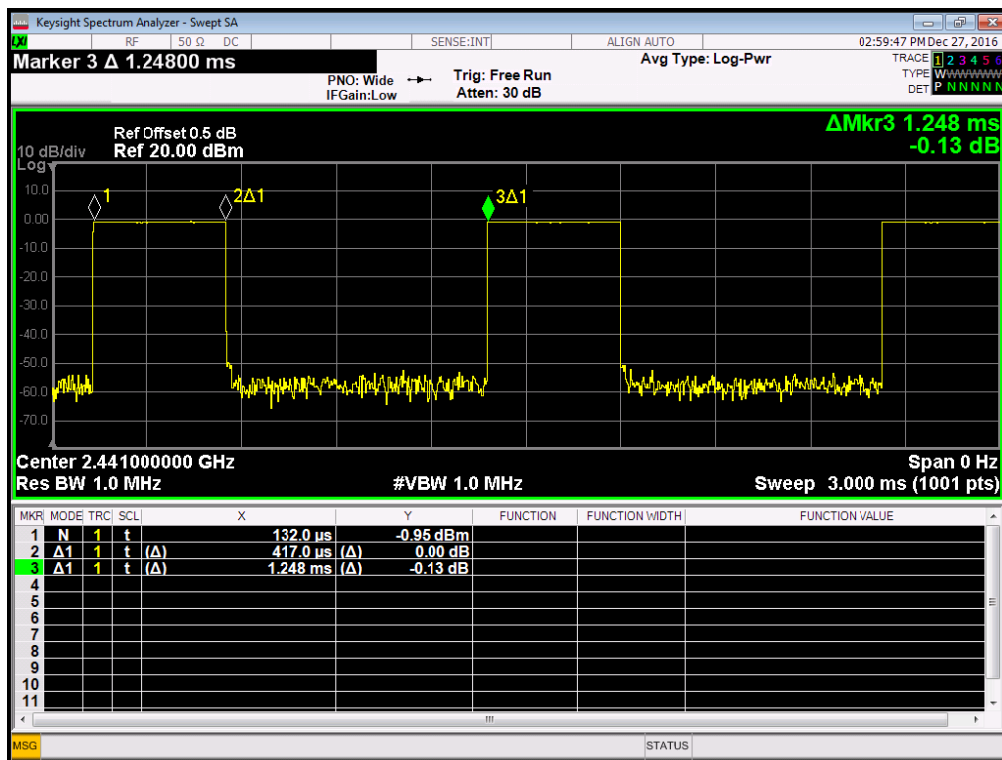 Keysight Spectrum Analyzer - Swept SA
LXI RF 50 Ω DC SENSE:INT ALIGN AUTO 02:59:47 PM Dec 27, 2016
Marker 3 Δ 1.24800 ms
PNO: Wide
IFGain:Low
Trig: Free Run
Atten: 30 dB
Avg Type: Log-Pwr
TRACE 1 2 3 4 5 6
TYPE WWWWWW
DET P N N N N N
ΔMkr3 1.248 ms
-0.13 dB
Ref Offset 0.5 dB
10 dB/div Ref 20.00 dBm
Log
10.0
0.00
-10.0
-20.0
-30.0
-40.0
-50.0
-60.0
-70.0
1
2Δ1
3Δ1
Center 2.441000000 GHz Span 0 Hz
Res BW 1.0 MHz #VBW 1.0 MHz Sweep 3.000 ms (1001 pts)
MKR MODE TRC SCL X Y FUNCTION FUNCTION WIDTH FUNCTION VALUE
1 N 1 t 132.0 µs -0.95 dBm
2 Δ1 1 t (Δ) 417.0 µs (Δ) 0.00 dB
3 Δ1 1 t (Δ) 1.248 ms (Δ) -0.13 dB
4
5
6
7
8
9
10
11
MSG STATUS